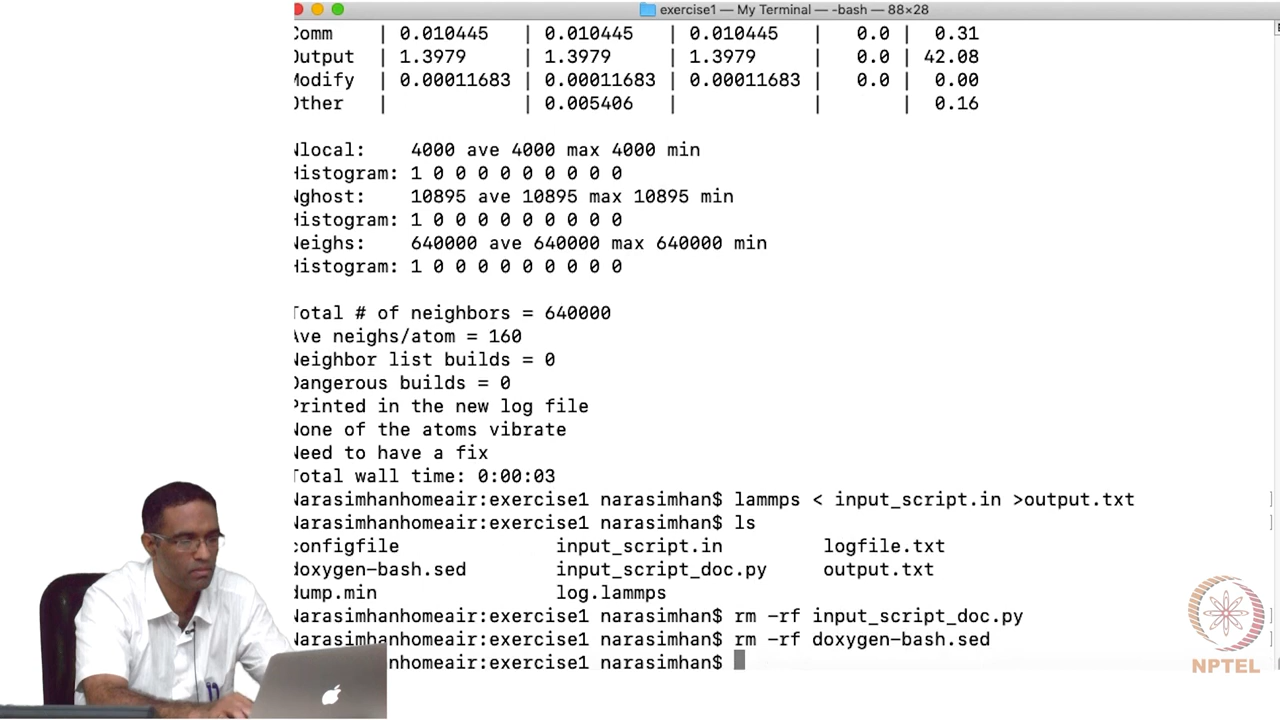 exercise1 — My Terminal — -bash — 88×28
Comm | 0.010445 | 0.010445 | 0.010445 | 0.0 | 0.31
Output | 1.3979 | 1.3979 | 1.3979 | 0.0 | 42.08
Modify | 0.00011683 | 0.00011683 | 0.00011683 | 0.0 | 0.00
Other | | 0.005406 | | | 0.16
Nlocal: 4000 ave 4000 max 4000 min
Histogram: 1 0 0 0 0 0 0 0 0 0
Nghost: 10895 ave 10895 max 10895 min
Histogram: 1 0 0 0 0 0 0 0 0 0
Neighs: 640000 ave 640000 max 640000 min
Histogram: 1 0 0 0 0 0 0 0 0 0
Total # of neighbors = 640000
Ave neighs/atom = 160
Neighbor list builds = 0
Dangerous builds = 0
Printed in the new log file
None of the atoms vibrate
Need to have a fix
Total wall time: 0:00:03
Narasimhanhomeair:exercise1 narasimhan$ lammps < input_script.in >output.txt
Narasimhanhomeair:exercise1 narasimhan$ ls
configfile input_script.in logfile.txt
doxygen-bash.sed input_script_doc.py output.txt
dump.min log.lammps
Narasimhanhomeair:exercise1 narasimhan$ rm -rf input_script_doc.py
Narasimhanhomeair:exercise1 narasimhan$ rm -rf doxygen-bash.sed
Narasimhanhomeair:exercise1 narasimhan$
NPTEL